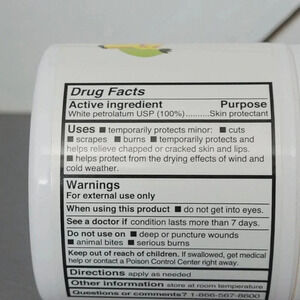 Drug Facts
Active ingredient Purpose
White petrolatum USP (100%)..........Skin protectant
Uses ■ temporarily protects minor: ■ cuts
■ scrapes ■ burns ■ temporarily protects and
helps relieve chapped or cracked skin and lips.
■ helps protect from the drying effects of wind and
cold weather.
Warnings
For external use only
When using this product ■ do not get into eyes.
See a doctor if condition lasts more than 7 days.
Do not use on ■ deep or puncture wounds
■ animal bites ■ serious burns
Keep out of reach of children. If swallowed, get medical
help or contact a Poison Control Center right away.
Directions apply as needed
Other information store at room temperature
Questions or comments? 1-866-567-8600